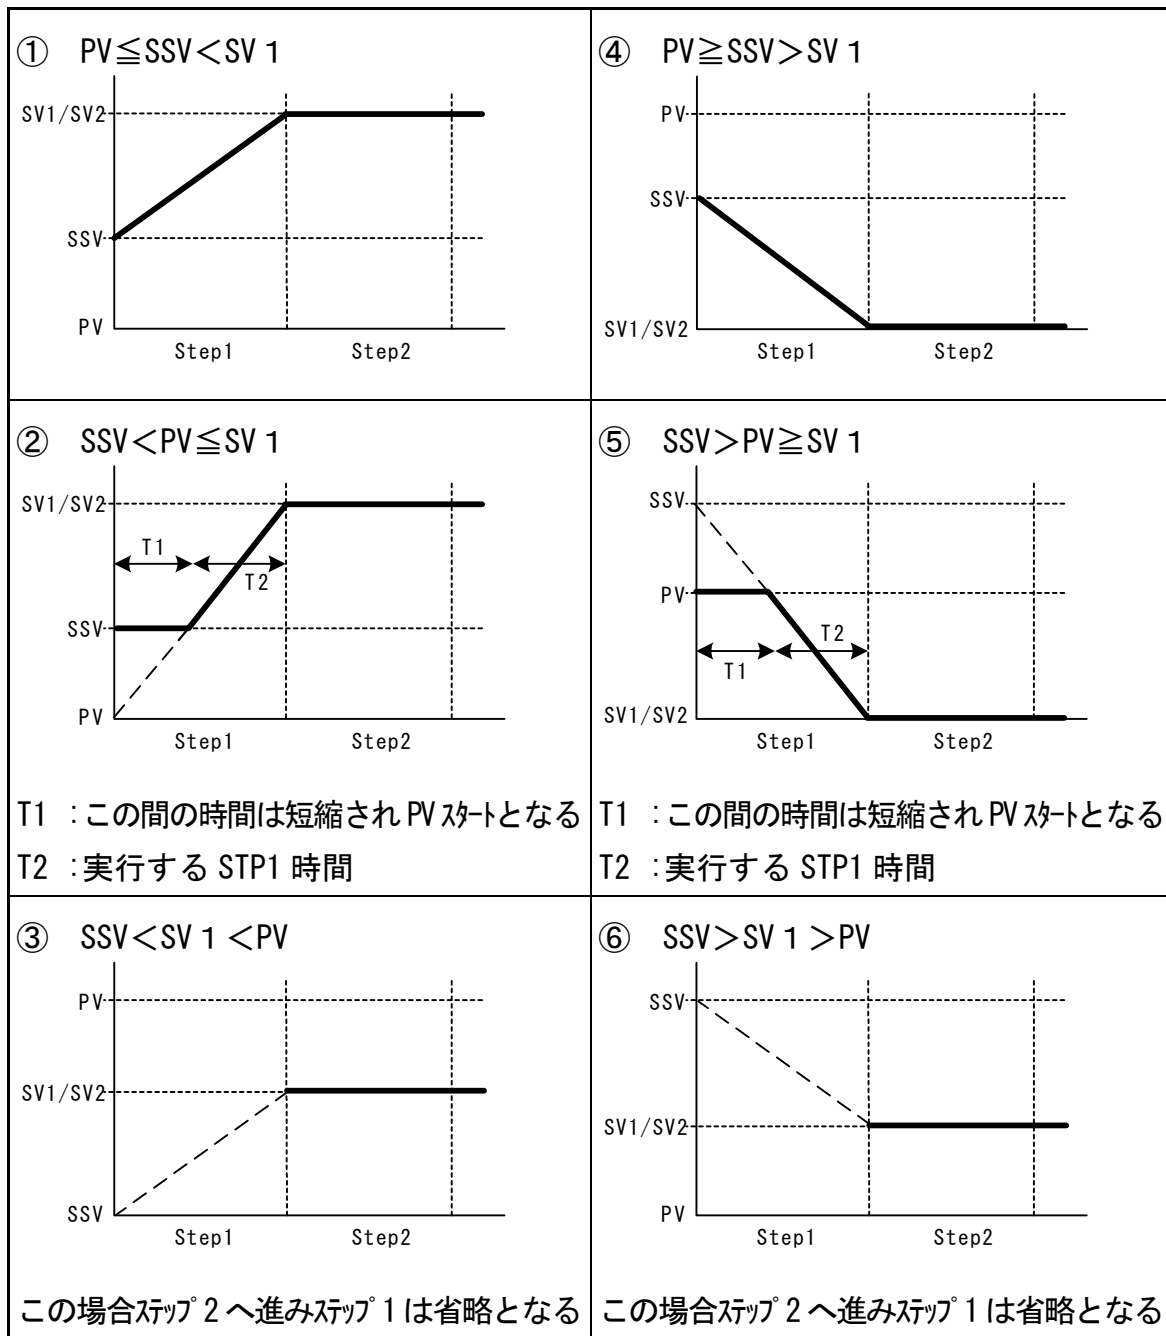 ① PV≦SSV＜SV１
SV1/SV2
SSV
PV
Step1 Step2
④ PV≧SSV＞SV１
PV
SSV
SV1/SV2
Step1 Step2
② SSV＜PV≦SV１
SV1/SV2
T1
T2
SSV
PV
Step1 Step2
T1 ：この間の時間は短縮され PV ｽﾀｰﾄとなる
T2 ：実行する STP1 時間
⑤ SSV＞PV≧SV１
SSV
PV
T2
T1
SV1/SV2
Step1 Step2
T1 ：この間の時間は短縮され PV ｽﾀｰﾄとなる
T2 ：実行する STP1 時間
③ SSV＜SV１＜PV
PV
SV1/SV2
SSV
Step1 Step2
この場合ｽﾃｯﾌﾟ２へ進みｽﾃｯﾌﾟ１は省略となる
⑥ SSV＞SV１＞PV
SSV
SV1/SV2
PV
Step1 Step2
この場合ｽﾃｯﾌﾟ２へ進みｽﾃｯﾌﾟ１は省略となる